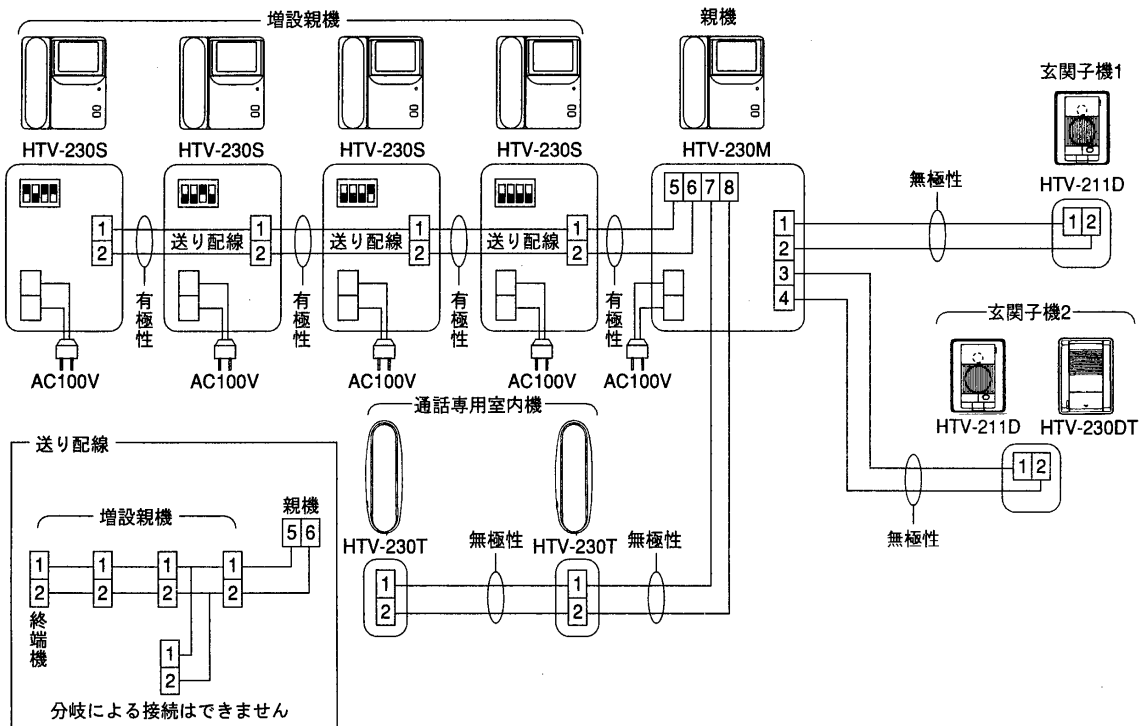 増設親機
親機
玄関子機1
HTV-230S
HTV-230S
HTV-230S
HTV-230S
HTV-230M
HTV-211D
5 6 7 8
無極性
1
2
送り配線
1
2
送り配線
1
2
送り配線
1
2
1
2
3
4
1 2
有極性
有極性
有極性
有極性
AC100V
AC100V
AC100V
AC100V
AC100V
玄関子機2
HTV-211D
HTV-230DT
1 2
無極性
通話専用室内機
HTV-230T
無極性
HTV-230T
無極性
1
2
1
2
送り配線
増設親機
親機
5 6
1
2
1
2
1
2
1
2
終端機
1
2
分岐による接続はできません